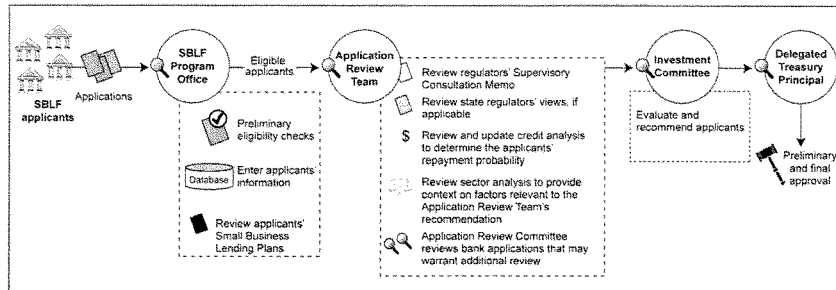 SBLF
applicants
Applications
SBLF
Program
Office
Eligible
applicants
Preliminary
eligibility checks
Database
Enter applicants'
information
Review applicants'
Small Business
Lending Plans
Application
Review
Team
Review regulators' Supervisory
Consultation Memo
Review state regulators' views, if
applicable
$
Review and update credit analysis
to determine the applicants'
repayment probability
Review sector analysis to provide
context on factors relevant to the
Application Review Team's
recommendation
Application Review Committee
reviews bank applications that may
warrant additional review
Investment
Committee
Evaluate and
recommend applicants
Delegated
Treasury
Principal
Preliminary
and final
approval